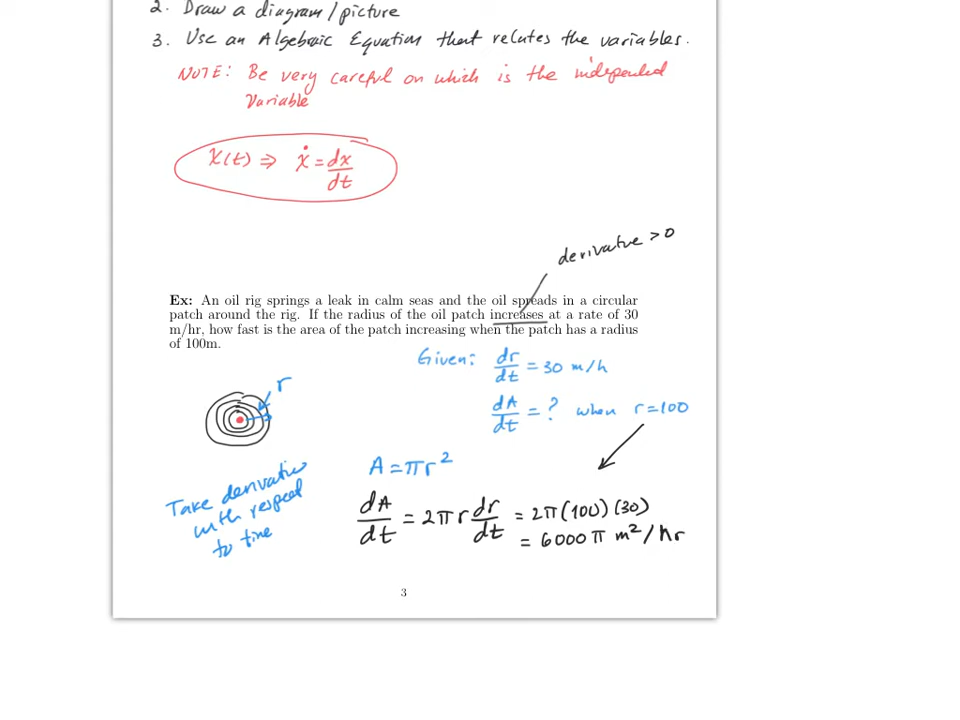 2. Draw a diagram/picture
3. Use an Algebraic Equation that relates the variables.
NOTE: Be very careful on which is the independed
Variable
X(t) ⇒ ẋ = dx/dt
derivative > 0
Ex: An oil rig springs a leak in calm seas and the oil spreads in a circular
patch around the rig. If the radius of the oil patch increases at a rate of 30
m/hr, how fast is the area of the patch increasing when the patch has a radius
of 100m.
Given: dr/dt = 30 m/h
dA/dt = ? when r=100
r
A = πr²
Take derivative
with respect
to time
dA/dt = 2πr dr/dt = 2π(100)(30)
= 6000π m²/hr
3